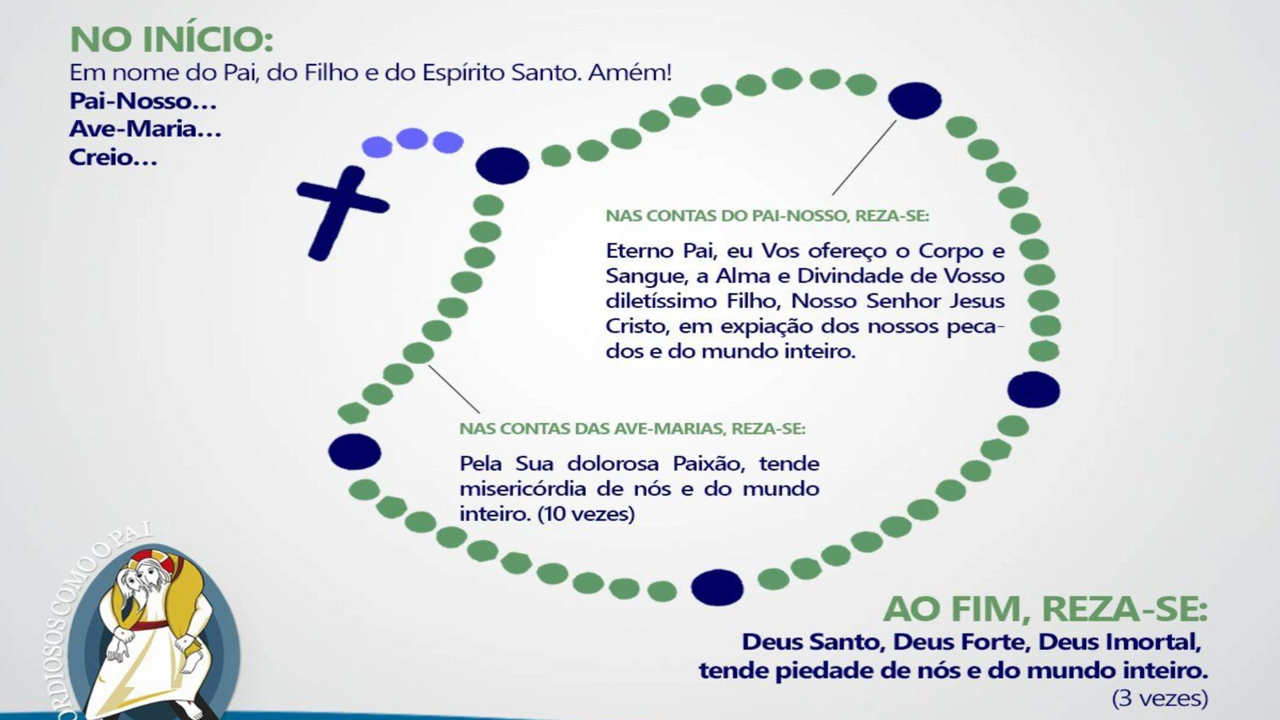 NO INÍCIO:
Em nome do Pai, do Filho e do Espírito Santo. Amém!
Pai-Nosso...
Ave-Maria...
Creio...
NAS CONTAS DO PAI-NOSSO, REZA-SE:
Eterno Pai, eu Vos ofereço o Corpo e
Sangue, a Alma e Divindade de Vosso
diletíssimo Filho, Nosso Senhor Jesus
Cristo, em expiação dos nossos peca-
dos e do mundo inteiro.
NAS CONTAS DAS AVE-MARIAS, REZA-SE:
Pela Sua dolorosa Paixão, tende
misericórdia de nós e do mundo
inteiro. (10 vezes)
AO FIM, REZA-SE:
Deus Santo, Deus Forte, Deus Imortal,
tende piedade de nós e do mundo inteiro.
(3 vezes)
ORDIOSOS COMO O PAI